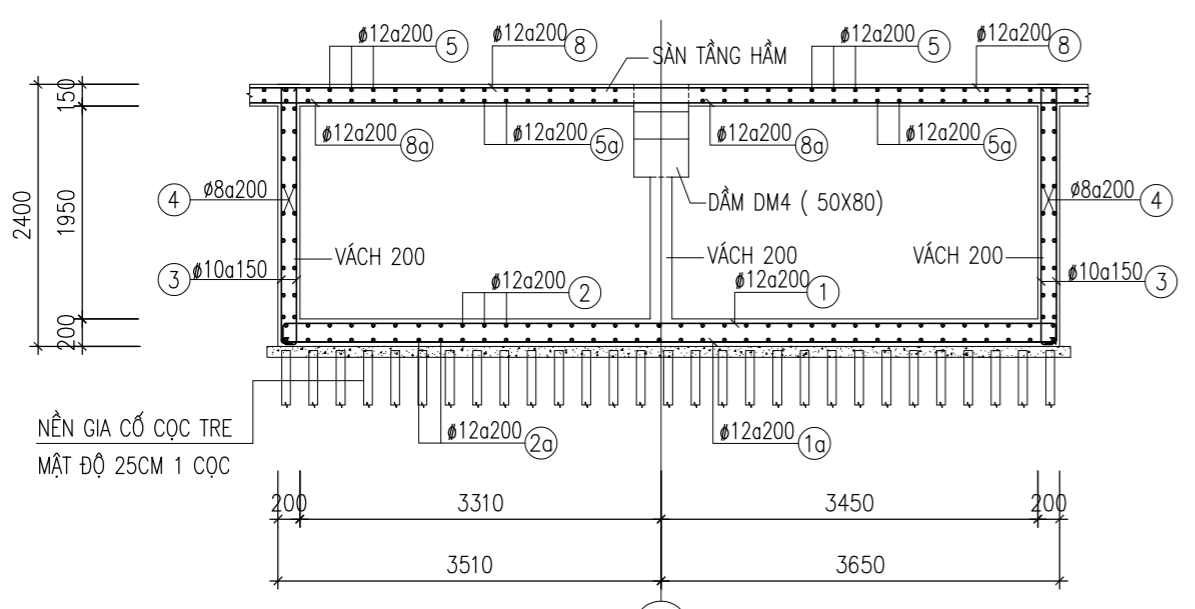 ø12a200 5
ø12a200 8
SÀN TẦNG HẦM
ø12a200 5
ø12a200 8
150
ø12a200 8a
ø12a200 5a
ø12a200 8a
ø12a200 5a
2400
1950
4 ø8a200
DẦM DM4 ( 50X80)
ø8a200 4
VÁCH 200
VÁCH 200
VÁCH 200
3 ø10a150
ø12a200 2
ø12a200 1
ø10a150 3
200
NỀN GIA CỐ CỌC TRE
MẬT ĐỘ 25CM 1 CỌC
ø12a200 2a
ø12a200 1a
200 3310 3450 200
3510 3650